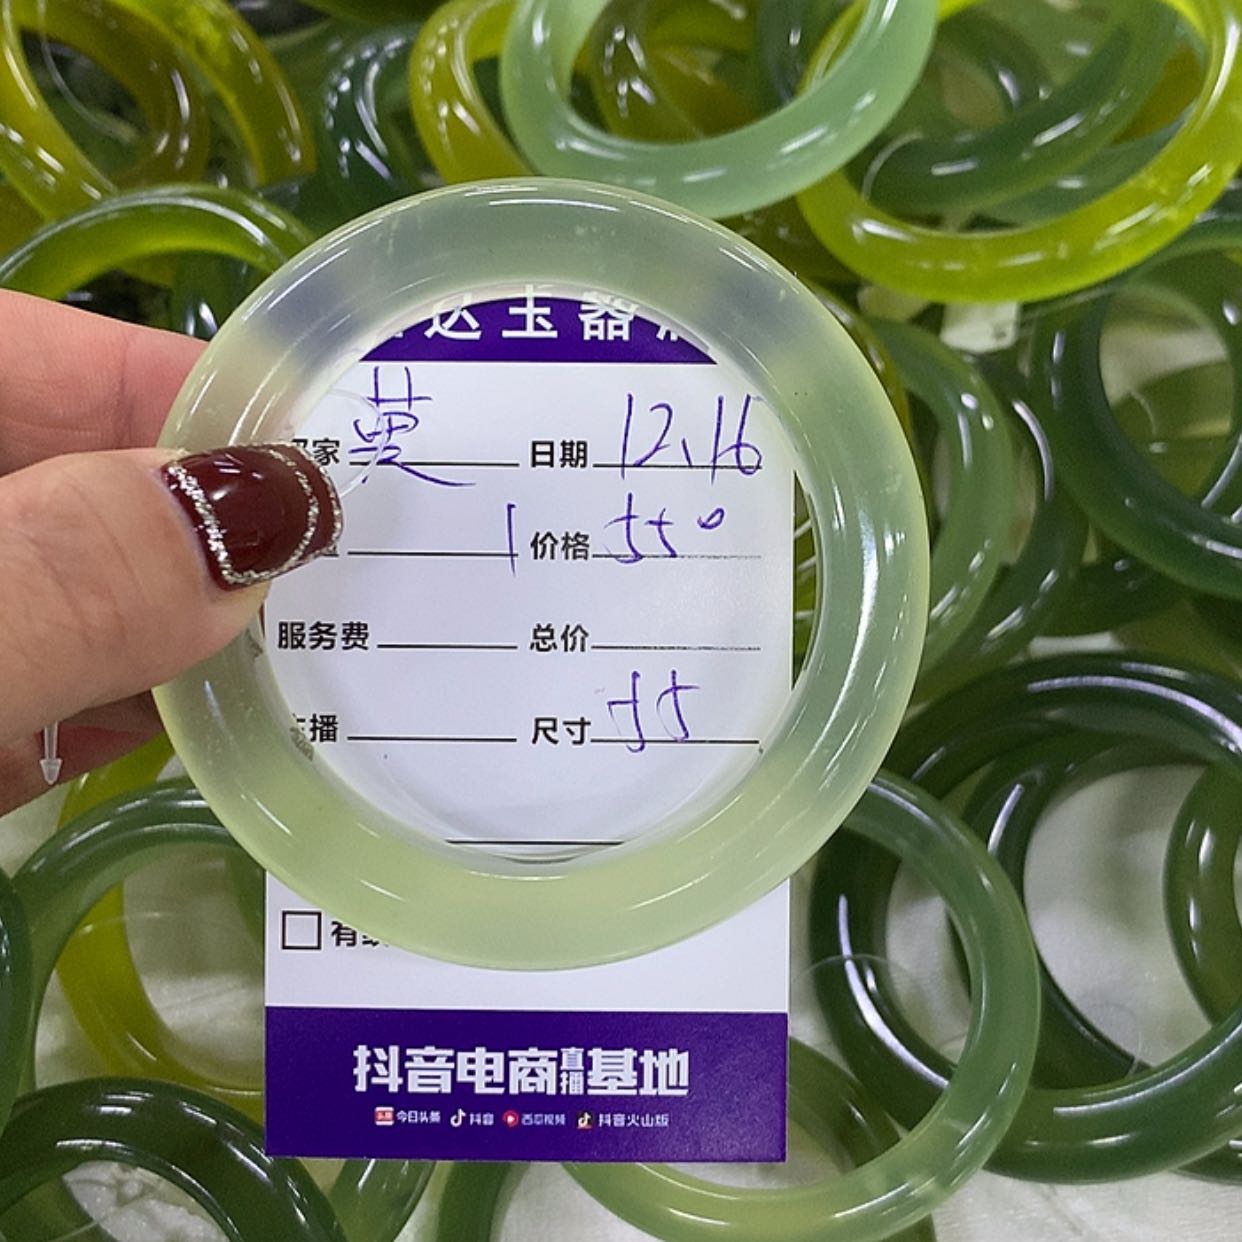 达玉器
家 日期 12、16
1 价格 55°
服务费 总价
播 尺寸 55
有
抖音电商直播基地
今日头条 抖音 西瓜视频 抖音火山版